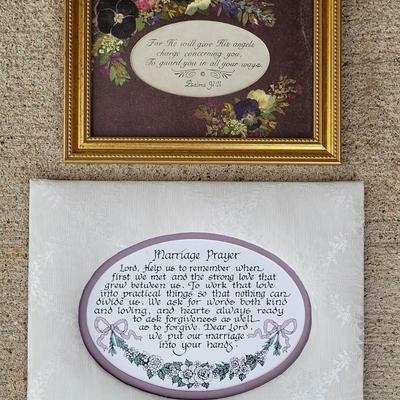 For He will give His angels
charge concerning you,
To guard you in all your ways.
Psalms 91:11
Marriage Prayer
Lord, Help us to remember when
first we met and the strong love that
grew between us. To work that love
into practical things so that nothing can
divide us. We ask for words both kind
and loving, and hearts always ready
to ask forgiveness as well
as to forgive. Dear Lord,
we put our marriage
into your hands.